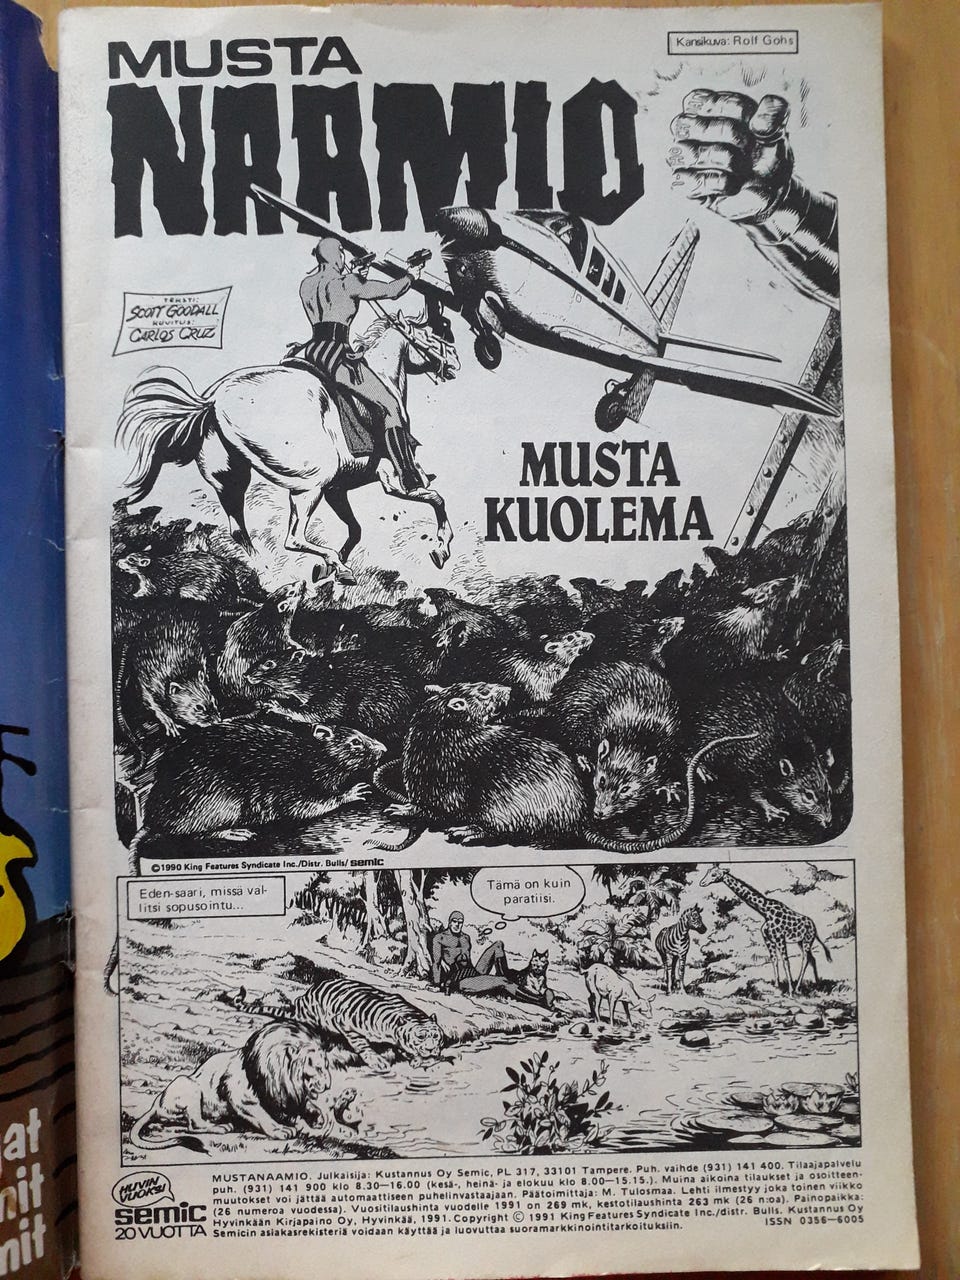 MUSTA
NAAMIO
Kansikuva: Rolf Gohs
TEKSTI:
SCOTT GOODALL
KUVITUS:
CARLOS CRUZ
MUSTA
KUOLEMA
©1990 King Features Syndicate Inc./Distr. Bulls/ semic
Eden-saari, missä val-
litsi sopusointu...
Tämä on kuin
paratiisi.
HUVIN
VUOKSI
semic
20 VUOTTA
MUSTANAAMIO. Julkaisija: Kustannus Oy Semic, PL 317, 33101 Tampere. Puh. vaihde (931) 141 400. Tilaajapalvelu
puh. (931) 141 900 klo 8.30—16.00 (kesä-, heinä- ja elokuu klo 8.00—15.15.). Muina aikoina tilaukset ja osoitteen-
muutokset voi jättää automaattiseen puhelinvastaajaan. Päätoimittaja: M. Tulosmaa. Lehti ilmestyy joka toinen viikko
(26 numeroa vuodessa). Vuositilaushinta vuodelle 1991 on 269 mk, kestotilaushinta 263 mk (26 n:oa). Painopaikka:
Hyvinkään Kirjapaino Oy, Hyvinkää, 1991. Copyright © 1991 King Features Syndicate Inc./distr. Bulls. Kustannus Oy
Semicin asiakasrekisteriä voidaan käyttää ja luovuttaa suoramarkkinointitarkoituksiin. ISSN 0356—6005